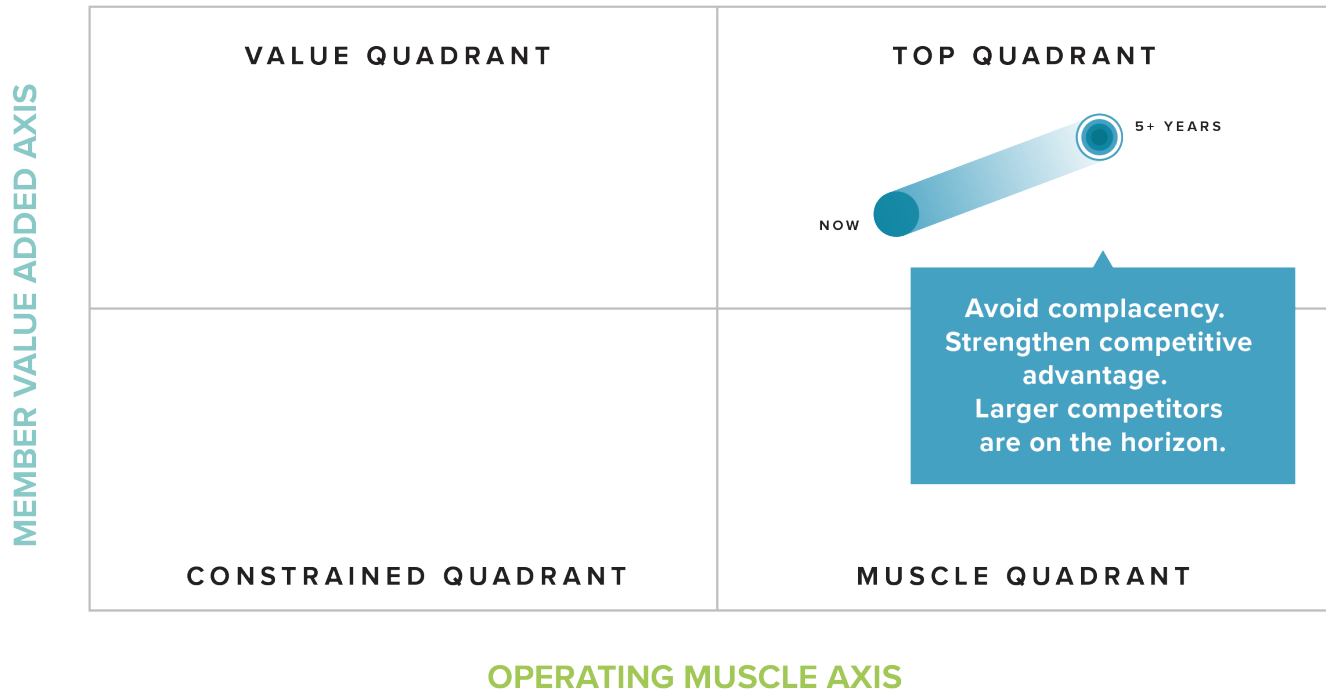 VALUE QUADRANT
TOP QUADRANT
MEMBER VALUE ADDED AXIS
5+ YEARS
NOW
Avoid complacency.
Strengthen competitive
advantage.
Larger competitors
are on the horizon.
CONSTRAINED QUADRANT
MUSCLE QUADRANT
OPERATING MUSCLE AXIS